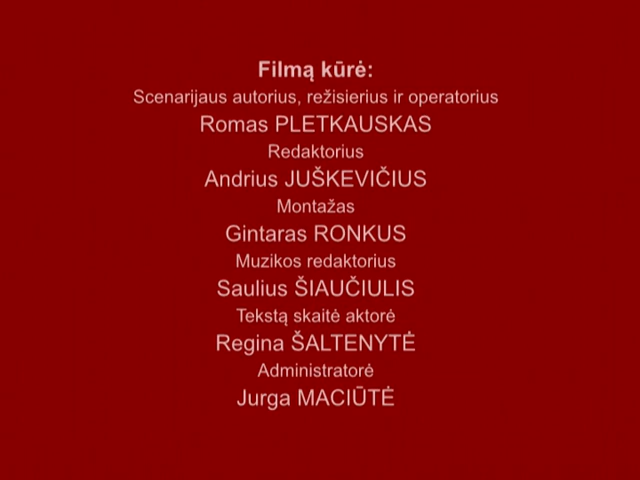 Filmą kūrė:
Scenarijaus autorius, režisierius ir operatorius
Romas PLETKAUSKAS
Redaktorius
Andrius JUŠKEVIČIUS
Montažas
Gintaras RONKUS
Muzikos redaktorius
Saulius ŠIAUČIULIS
Tekstą skaitė aktorė
Regina ŠALTENYTĖ
Administratorė
Jurga MACIŪTĖ